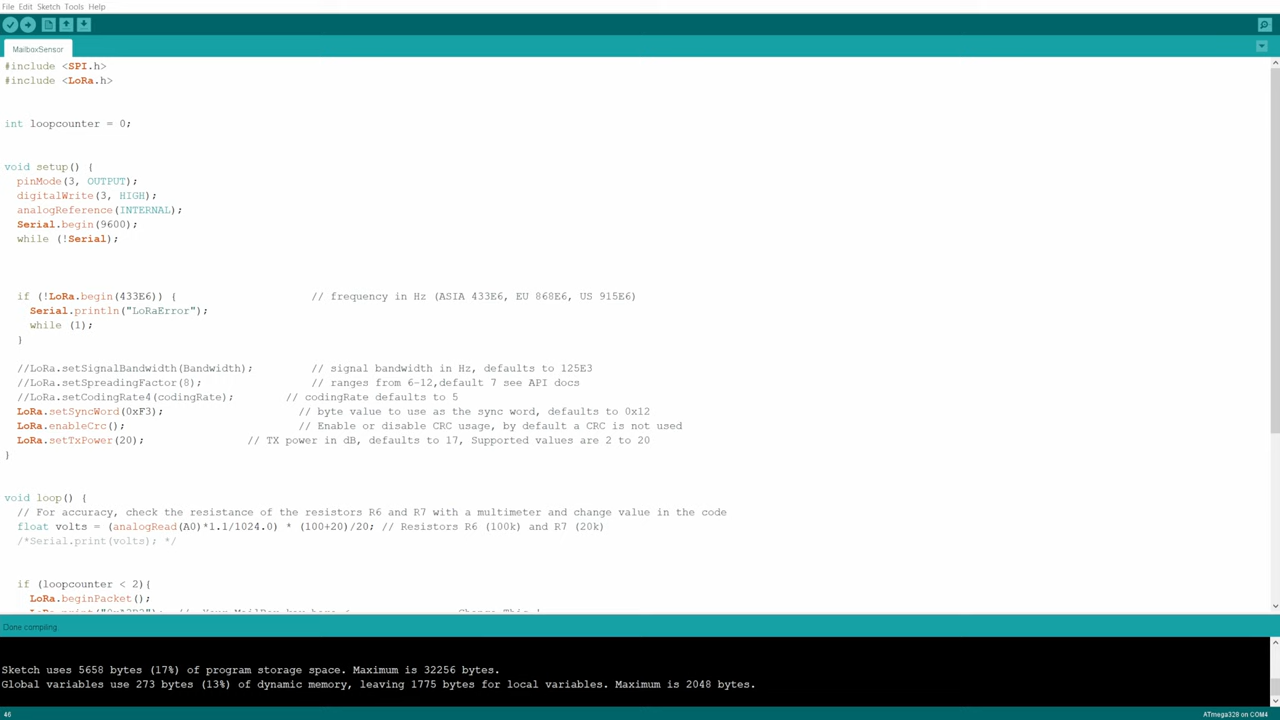 File Edit Sketch Tools Help
MailboxSensor
#include <SPI.h>
#include <LoRa.h>
int loopcounter = 0;
void setup() {
pinMode(3, OUTPUT);
digitalWrite(3, HIGH);
analogReference(INTERNAL);
Serial.begin(9600);
while (!Serial);
if (!LoRa.begin(433E6)) { // frequency in Hz (ASIA 433E6, EU 868E6, US 915E6)
Serial.println("LoRaError");
while (1);
}
//LoRa.setSignalBandwidth(Bandwidth); // signal bandwidth in Hz, defaults to 125E3
//LoRa.setSpreadingFactor(8); // ranges from 6-12,default 7 see API docs
//LoRa.setCodingRate4(codingRate); // codingRate defaults to 5
LoRa.setSyncWord(0xF3); // byte value to use as the sync word, defaults to 0x12
LoRa.enableCrc(); // Enable or disable CRC usage, by default a CRC is not used
LoRa.setTxPower(20); // TX power in dB, defaults to 17, Supported values are 2 to 20
}
void loop() {
// For accuracy, check the resistance of the resistors R6 and R7 with a multimeter and change value in the code
float volts = (analogRead(A0)*1.1/1024.0) * (100+20)/20; // Resistors R6 (100k) and R7 (20k)
/*Serial.print(volts); */
if (loopcounter < 2){
LoRa.beginPacket();
Done compiling.
Sketch uses 5658 bytes (17%) of program storage space. Maximum is 32256 bytes.
Global variables use 273 bytes (13%) of dynamic memory, leaving 1775 bytes for local variables. Maximum is 2048 bytes.
46
ATmega328 on COM4